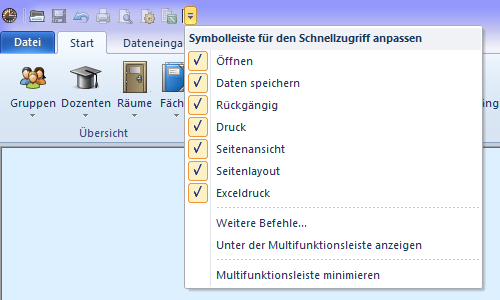 Datei Start Dateneinga
Symbolleiste für den Schnellzugriff anpassen
Öffnen
Daten speichern
Rückgängig
Druck
Seitenansicht
Seitenlayout
Exceldruck
Weitere Befehle...
Unter der Multifunktionsleiste anzeigen
Multifunktionsleiste minimieren
Gruppen Dozenten Räume Fäch
Übersicht